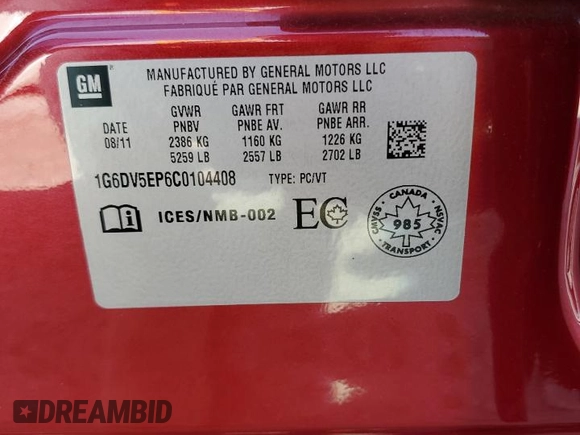 GM
MANUFACTURED BY GENERAL MOTORS LLC
FABRIQUÉ PAR GENERAL MOTORS LLC
GVWR GAWR FRT GAWR RR
DATE PNBV PNBE AV. PNBE ARR.
08/11 2386 KG 1160 KG 1226 KG
5259 LB 2557 LB 2702 LB
1G6DV5EP6C0104408 TYPE: PC/VT
ICES/NMB-002 EC
CANADA
SVMAS 985 NSVAC
TRANSPORT
DREAMBID